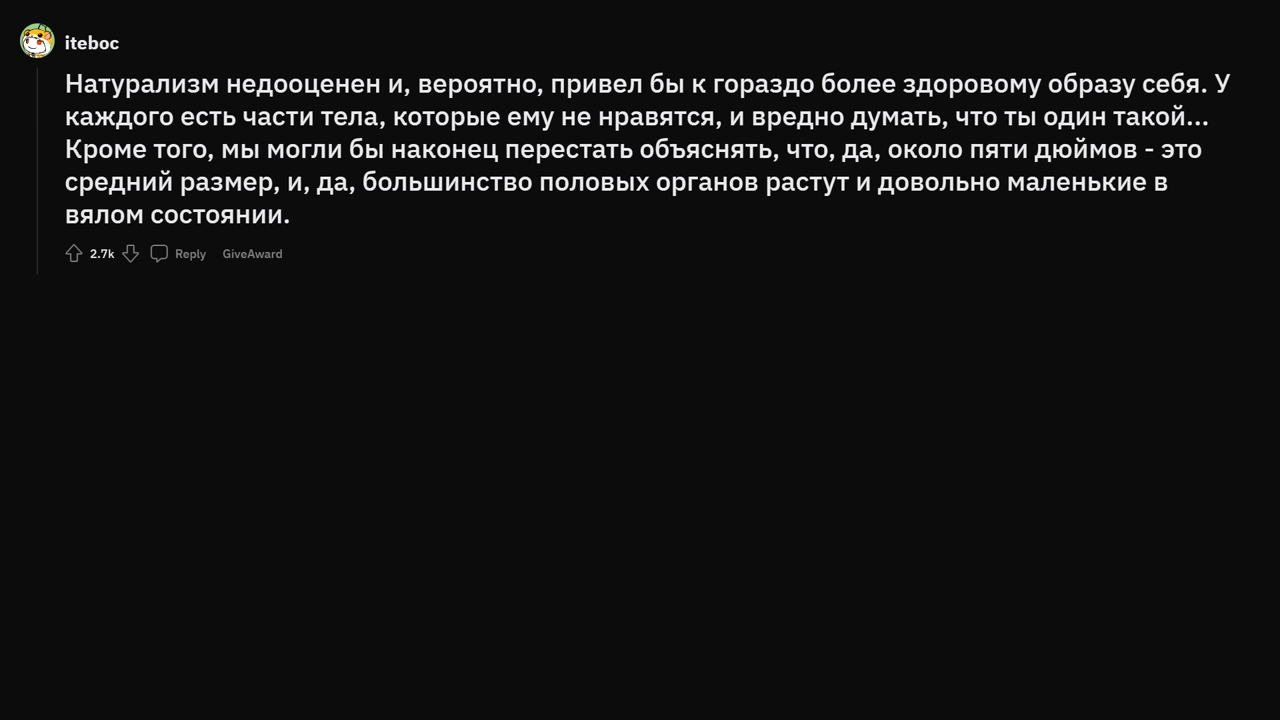 iteboc
Натурализм недооценен и, вероятно, привел бы к гораздо более здоровому образу себя. У
каждого есть части тела, которые ему не нравятся, и вредно думать, что ты один такой...
Кроме того, мы могли бы наконец перестать объяснять, что, да, около пяти дюймов - это
средний размер, и, да, большинство половых органов растут и довольно маленькие в
вялом состоянии.
2.7k Reply GiveAward